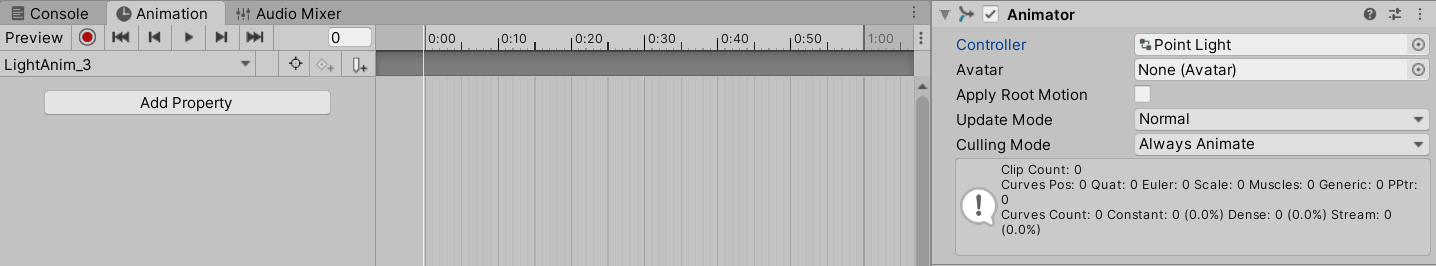 Console
Animation
Audio Mixer
Preview
0
0:00
0:10
0:20
0:30
0:40
0:50
1:00
LightAnim_3
Add Property
Animator
Controller
Point Light
Avatar
None (Avatar)
Apply Root Motion
Update Mode
Normal
Culling Mode
Always Animate
Clip Count: 0
Curves Pos: 0 Quat: 0 Euler: 0 Scale: 0 Muscles: 0 Generic: 0 PPtr:
0
Curves Count: 0 Constant: 0 (0.0%) Dense: 0 (0.0%) Stream: 0
(0.0%)